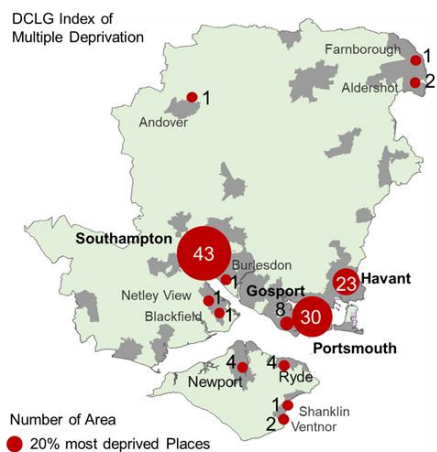 DCLG Index of
Multiple Deprivation
Farnborough
1
Aldershot
2
1
Andover
Southampton
43
Burlesdon
1
Gosport
Havant
23
Netley View
1
8
30
Blackfield
1
Portsmouth
4
4
Newport
Ryde
1
Shanklin
2
Ventnor
Number of Area
20% most deprived Places